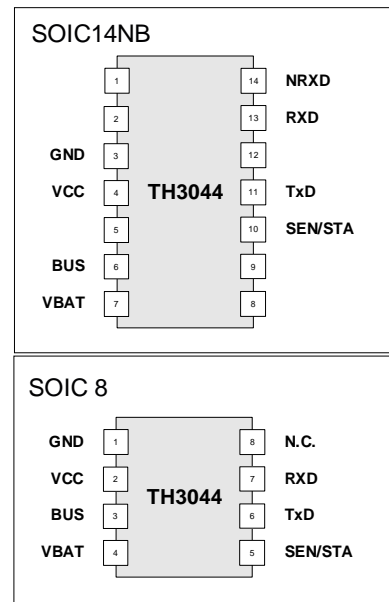 SOIC14NB
1 14 NRXD
2 13 RXD
GND 3 12
VCC 4 TH3044 11 TxD
5 10 SEN/STA
BUS 6 9
VBAT 7 8
SOIC 8
GND 1 8 N.C.
VCC 2 7 RXD
TH3044
BUS 3 6 TxD
VBAT 4 5 SEN/STA